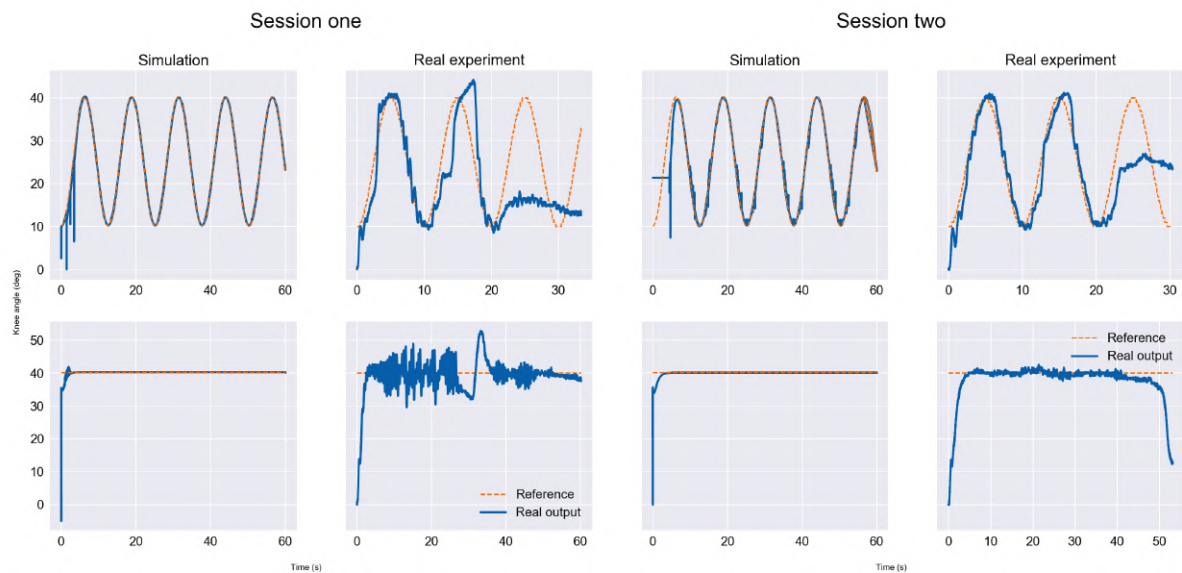 Session one Session two
Simulation Real experiment Simulation Real experiment
40
30
20
10
0
0 20 40 60 0 10 20 30 0 20 40 60 0 10 20 30
Knee angle (deg)
50
40
30
20
10
0
Reference
Real output
Reference
Real output
0 20 40 60 0 20 40 60 0 20 40 60 0 10 20 30 40 50
Time (s) Time (s)